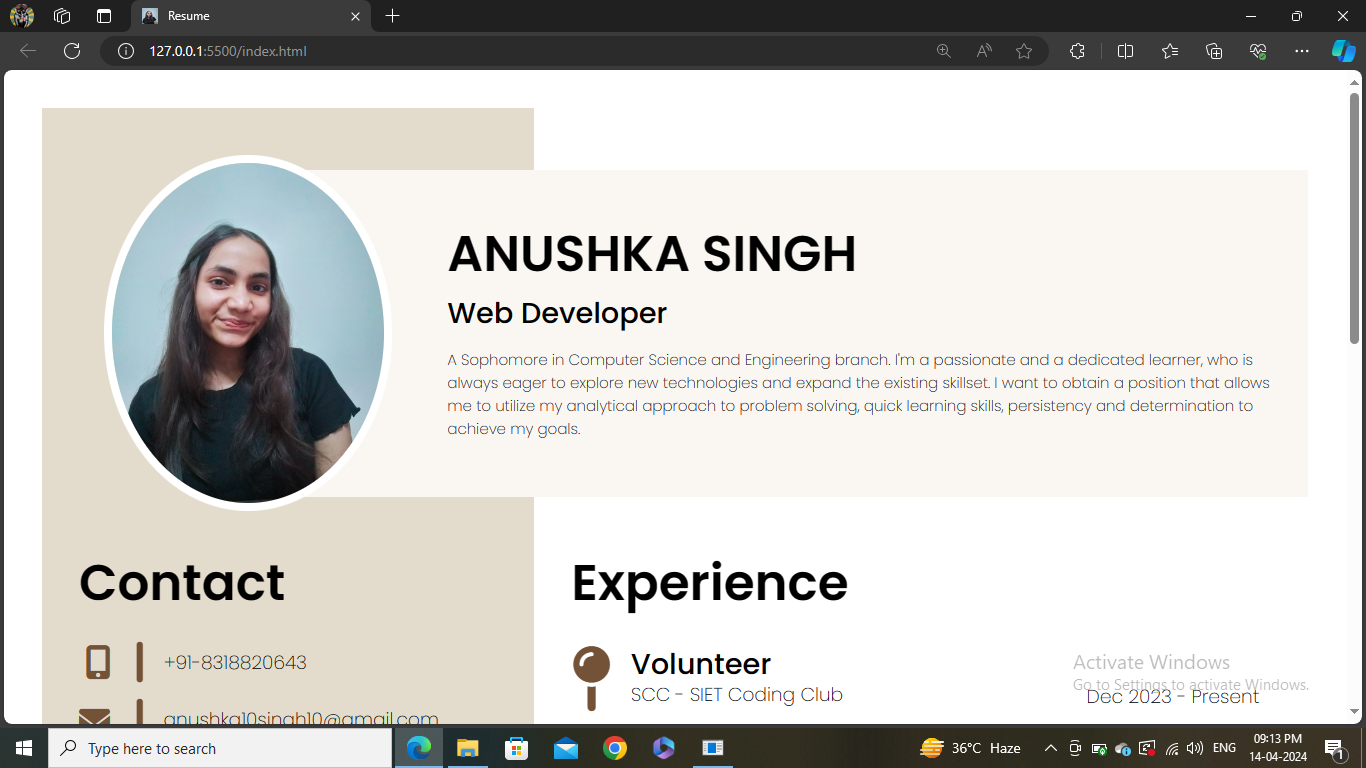 Resume
127.0.0.1:5500/index.html
ANUSHKA SINGH
Web Developer
A Sophomore in Computer Science and Engineering branch. I'm a passionate and a dedicated learner, who is
always eager to explore new technologies and expand the existing skillset. I want to obtain a position that allows
me to utilize my analytical approach to problem solving, quick learning skills, persistency and determination to
achieve my goals.
Contact
+91-8318820643
anushka10singh10@gmail.com
Experience
Volunteer
SCC - SIET Coding Club
Dec 2023 - Present
Activate Windows
Go to Settings to activate Windows.
Type here to search
36°C Haze
ENG
09:13 PM
14-04-2024
1